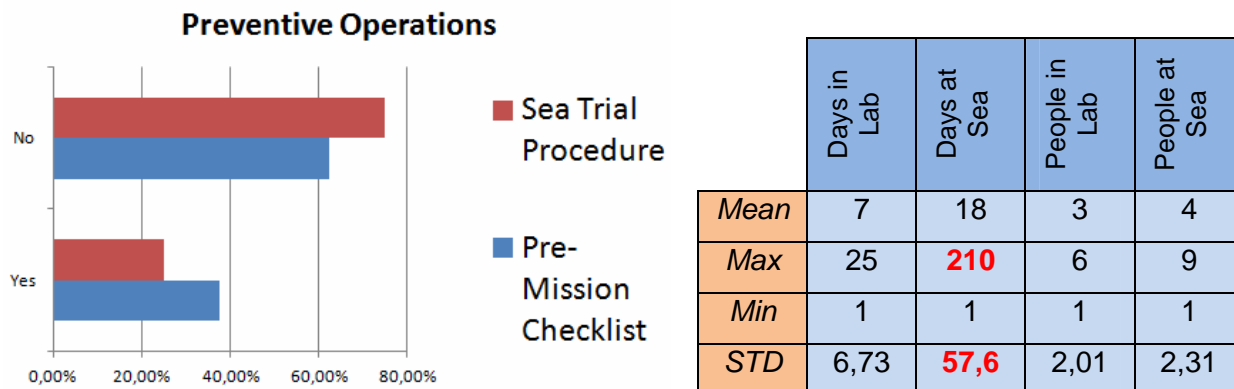 Preventive Operations
No
Yes
0,00%
20,00%
40,00%
60,00%
80,00%
Sea Trial
Procedure
Pre-
Mission
Checklist
Days in
Lab
Days at
Sea
People in
Lab
People at
Sea
Mean 7 18 3 4
Max 25 210 6 9
Min 1 1 1 1
STD 6,73 57,6 2,01 2,31